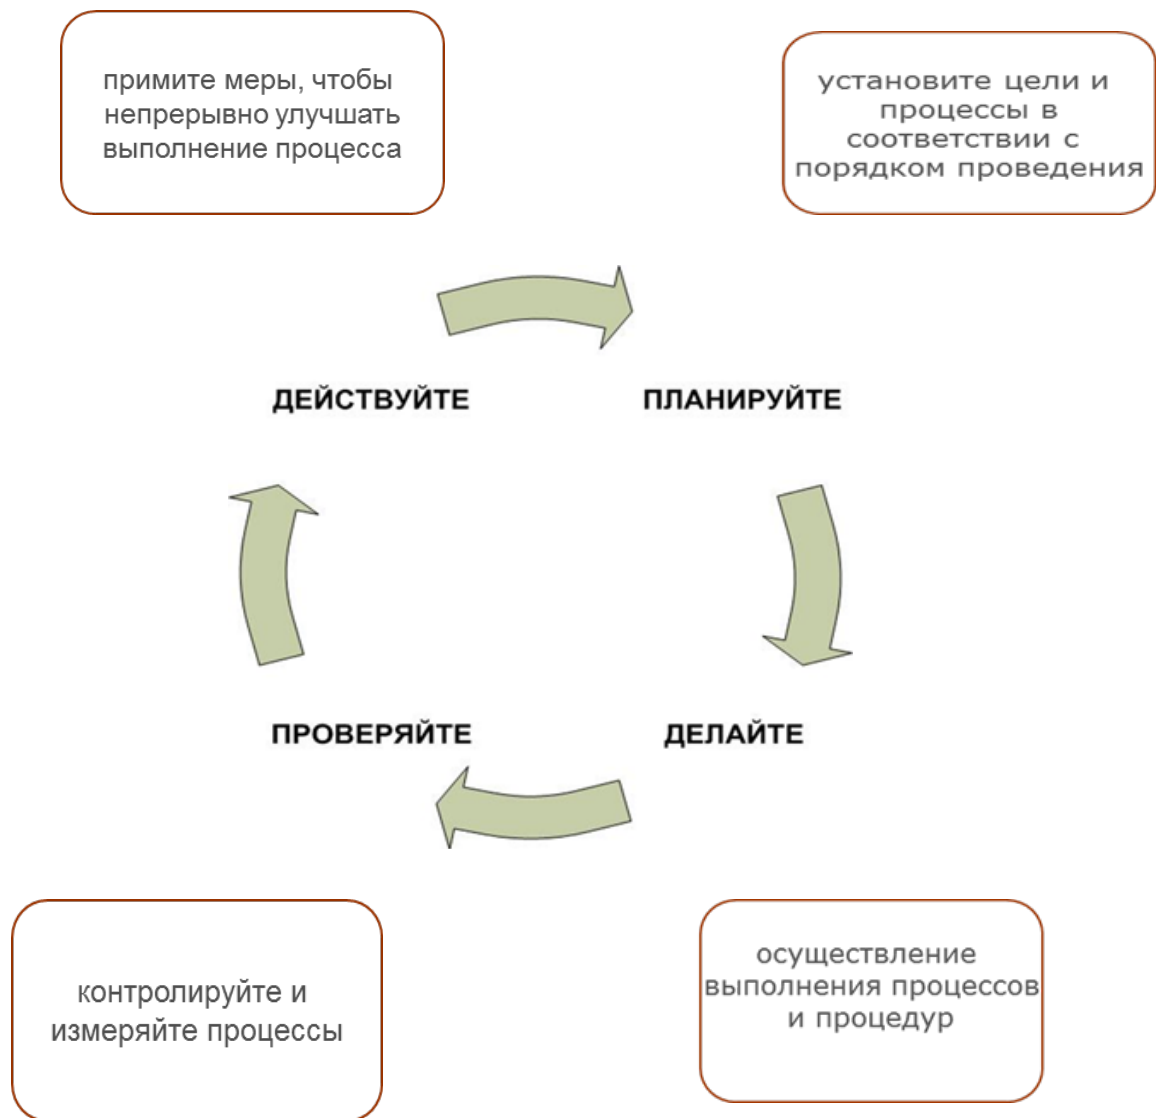 примите меры, чтобы
непрерывно улучшать
выполнение процесса
установите цели и
процессы в
соответствии с
порядком проведения
ДЕЙСТВУЙТЕ
ПЛАНИРУЙТЕ
ПРОВЕРЯЙТЕ
ДЕЛАЙТЕ
контролируйте и
измеряйте процессы
осуществление
выполнения процессов
и процедур